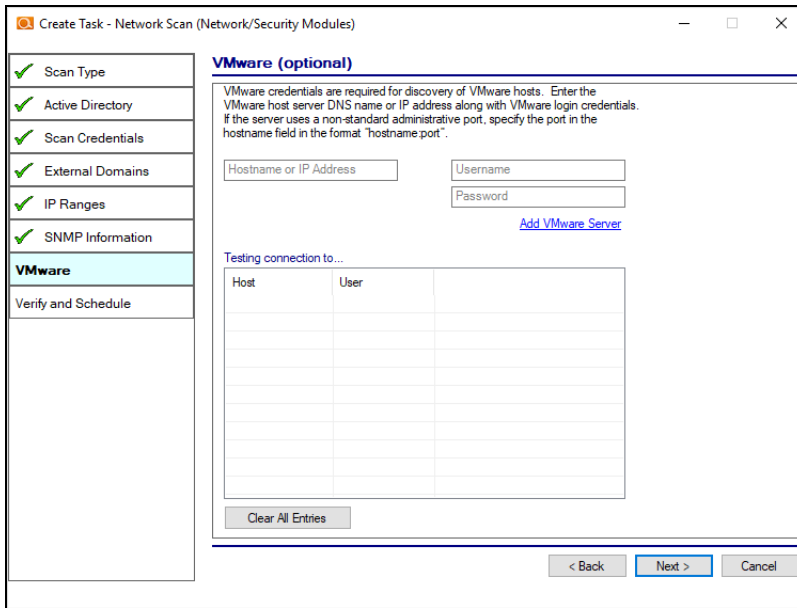 Create Task - Network Scan (Network/Security Modules)
Scan Type
Active Directory
Scan Credentials
External Domains
IP Ranges
SNMP Information
VMware
Verify and Schedule
VMware (optional)
VMware credentials are required for discovery of VMware hosts. Enter the
VMware host server DNS name or IP address along with VMware login credentials.
If the server uses a non-standard administrative port, specify the port in the
hostname field in the format "hostname:port".
Hostname or IP Address
Username
Password
Add VMware Server
Testing connection to...
Host User
Clear All Entries
< Back Next > Cancel